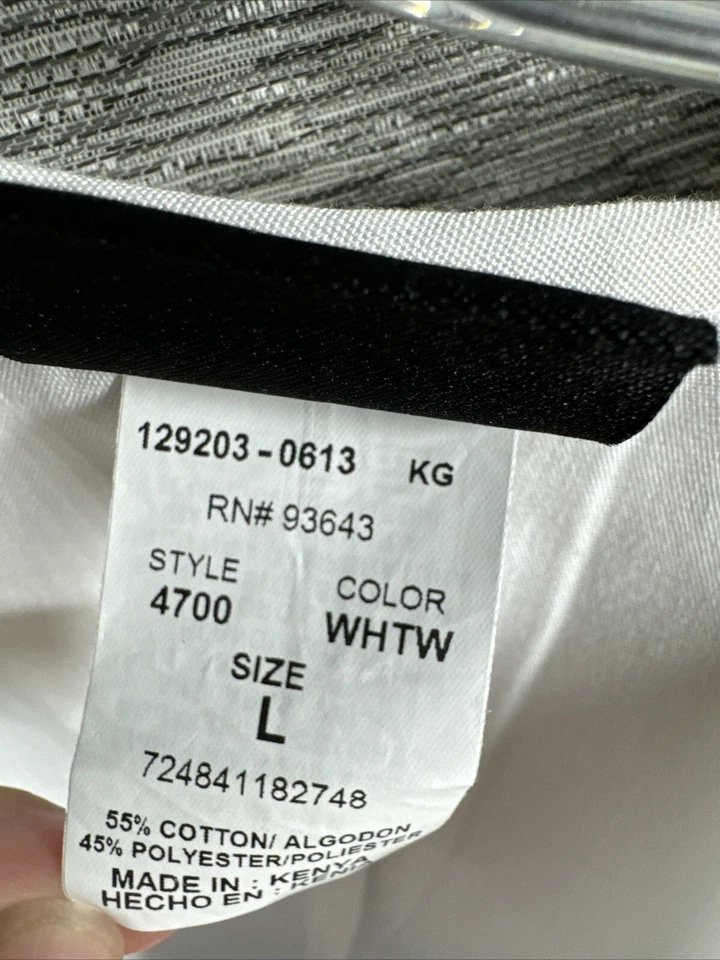 129203-0613 KG
RN# 93643
STYLE COLOR
4700 WHTW
SIZE
L
724841182748
55% COTTON/ ALGODON
45% POLYESTER/POLIESTER
MADE IN : KENYA
HECHO EN :